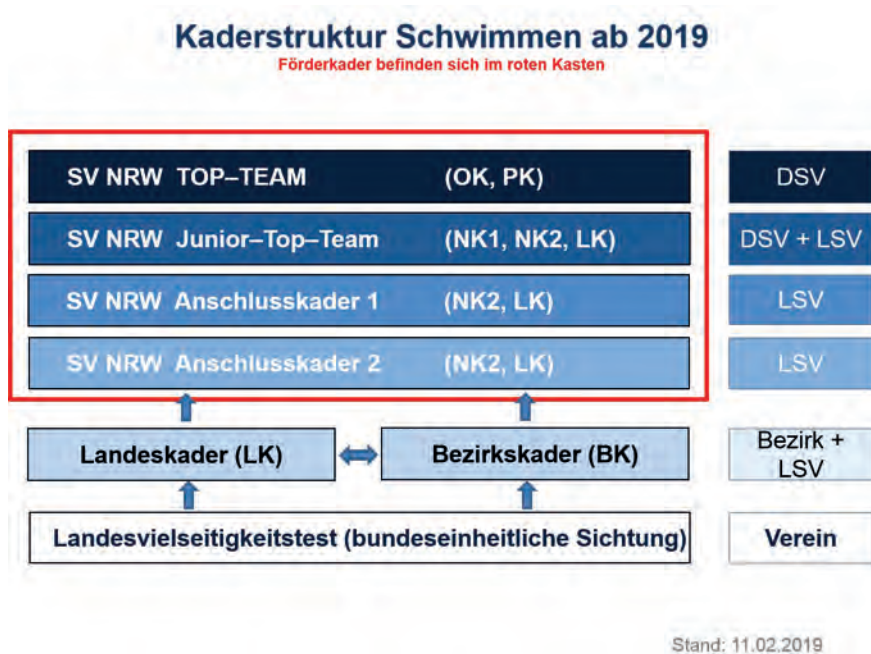 Kaderstruktur Schwimmen ab 2019
Förderkader befinden sich im roten Kasten
SV NRW TOP–TEAM (OK, PK) DSV
SV NRW Junior–Top–Team (NK1, NK2, LK) DSV + LSV
SV NRW Anschlusskader 1 (NK2, LK) LSV
SV NRW Anschlusskader 2 (NK2, LK) LSV
Landeskader (LK) Bezirkskader (BK) Bezirk +
LSV
Landesvielseitigkeitstest (bundeseinheitliche Sichtung) Verein
Stand: 11.02.2019